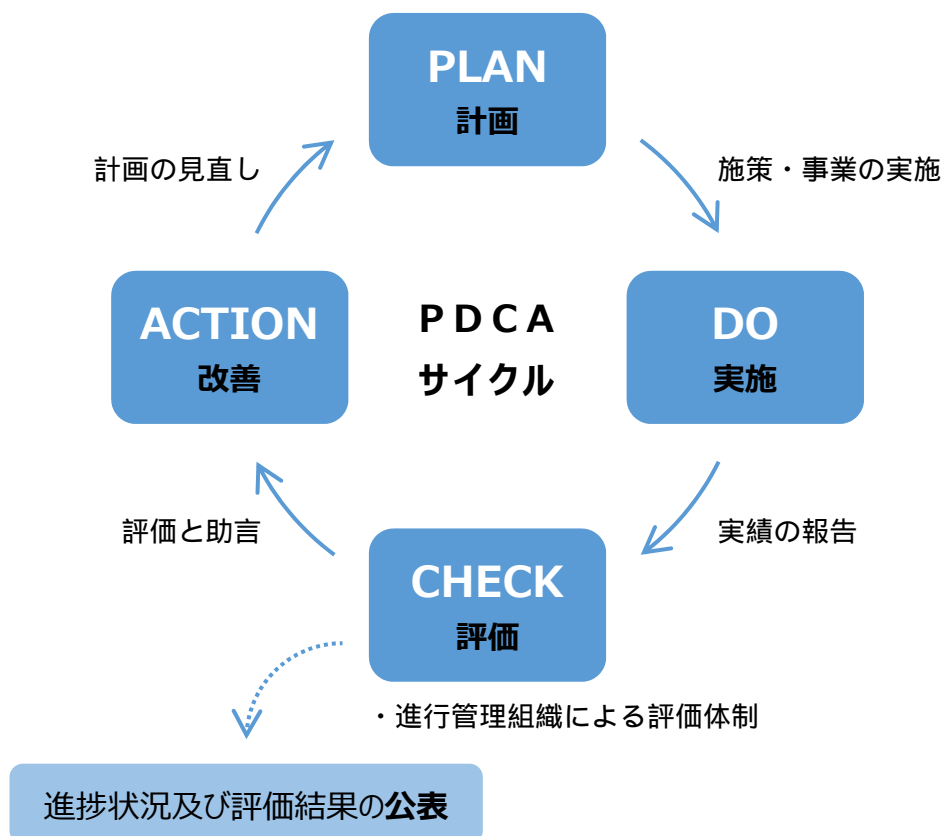 PLAN
計画
計画の見直し
施策・事業の実施
ACTION
改善
ＰＤＣＡ
サイクル
DO
実施
評価と助言
実績の報告
CHECK
評価
・進行管理組織による評価体制
進捗状況及び評価結果の公表